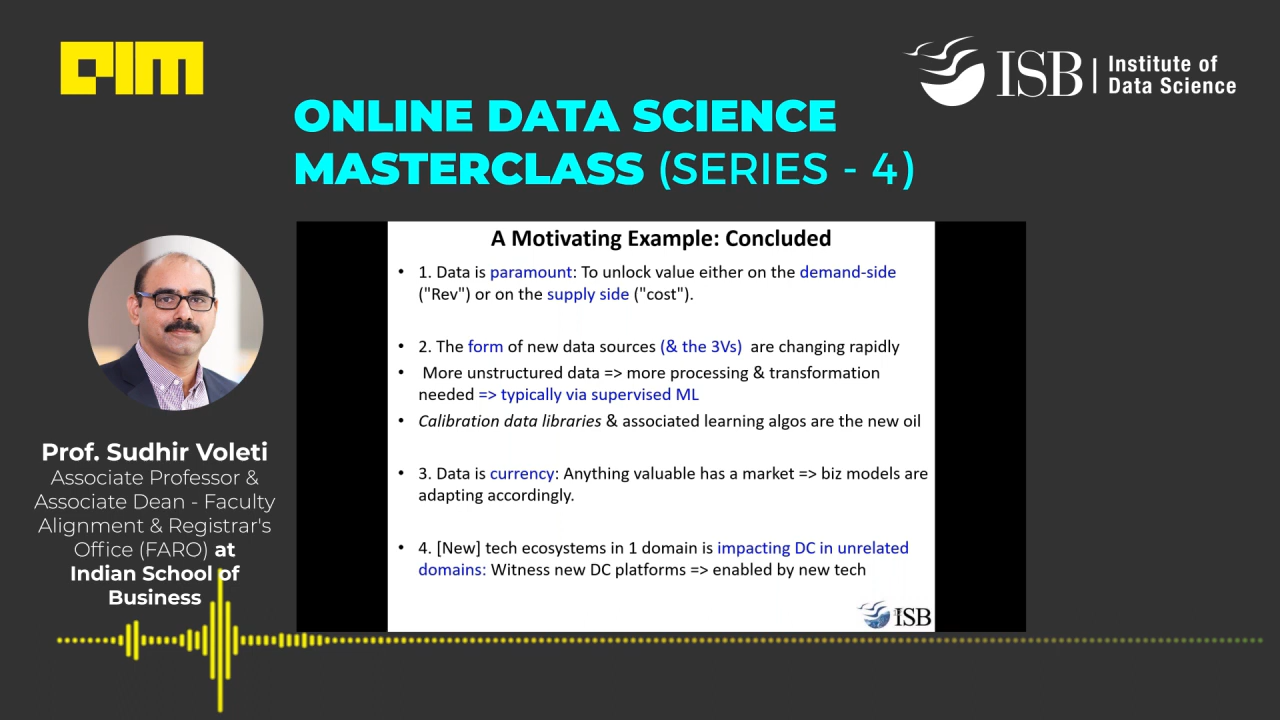 AIM
ISB | Institute of
Data Science
ONLINE DATA SCIENCE
MASTERCLASS (SERIES - 4)
A Motivating Example: Concluded
• 1. Data is paramount: To unlock value either on the demand-side
("Rev") or on the supply side ("cost").
• 2. The form of new data sources (& the 3Vs) are changing rapidly
• More unstructured data => more processing & transformation
needed => typically via supervised ML
• Calibration data libraries & associated learning algos are the new oil
• 3. Data is currency: Anything valuable has a market => biz models are
adapting accordingly.
• 4. [New] tech ecosystems in 1 domain is impacting DC in unrelated
domains: Witness new DC platforms => enabled by new tech
ISB
Prof. Sudhir Voleti
Associate Professor &
Associate Dean - Faculty
Alignment & Registrar's
Office (FARO) at
Indian School of
Business